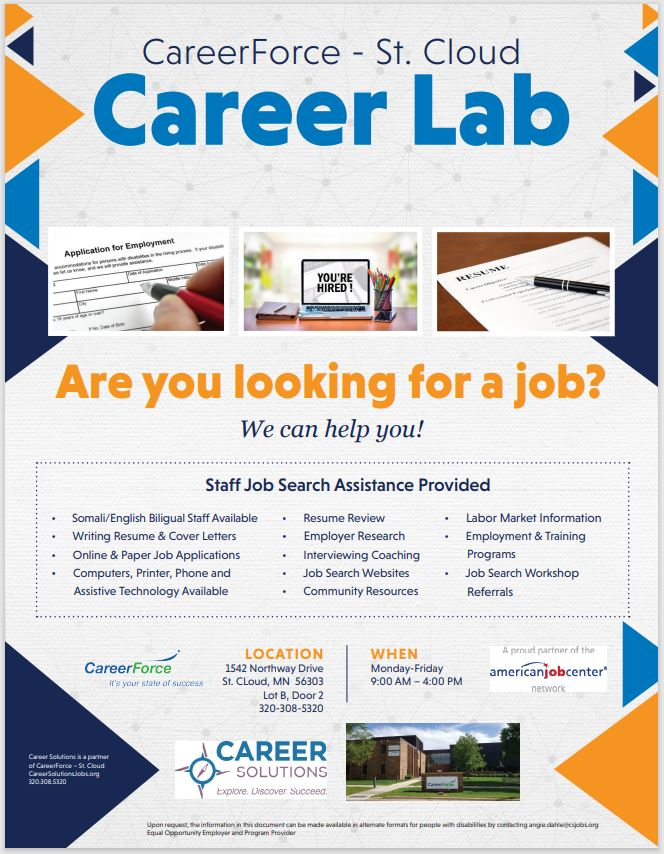 CareerForce - St. Cloud
Career Lab
Application for Employment
First Name
Date of Application
City
YOU'RE
HIRED !
RESUME
Are you looking for a job?
We can help you!
Staff Job Search Assistance Provided
• Somali/English Biligual Staff Available
• Writing Resume & Cover Letters
• Online & Paper Job Applications
• Computers, Printer, Phone and
Assistive Technology Available
• Resume Review
• Employer Research
• Interviewing Coaching
• Job Search Websites
• Community Resources
• Labor Market Information
• Employment & Training
Programs
• Job Search Workshop
Referrals
CareerForce
It's your state of success
LOCATION
1542 Northway Drive
St. CLoud, MN 56303
Lot B, Door 2
320-308-5320
WHEN
Monday-Friday
9:00 AM – 4:00 PM
A proud partner of the
americanjobcenter®
network
Career Solutions is a partner
of CareerForce – St. Cloud
CareerSolutionsJobs.org
320.308.5320
CAREER
SOLUTIONS
Explore. Discover. Succeed.
CareerForce
Upon request, the information in this document can be made available in alternate formats for people with disabilities by contacting angie.dahle@csjobs.org
Equal Opportunity Employer and Program Provider